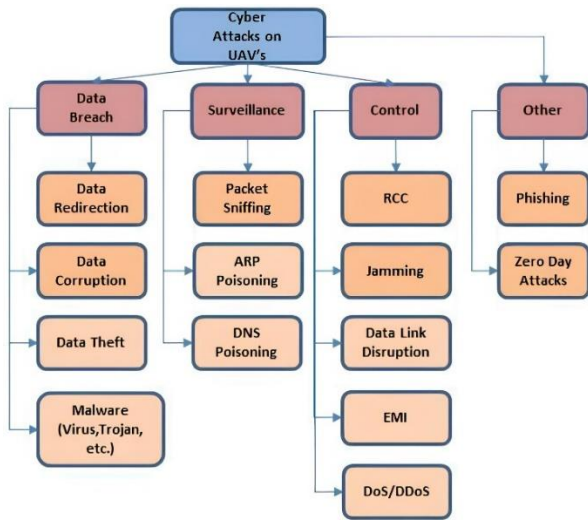 Cyber
Attacks on
UAV's
Data
Breach
Surveillance
Control
Other
Data
Redirection
Packet
Sniffing
RCC
Phishing
Data
Corruption
ARP
Poisoning
Jamming
Zero Day
Attacks
Data Theft
DNS
Poisoning
Data Link
Disruption
Malware
(Virus,Trojan,
etc.)
EMI
DoS/DDoS